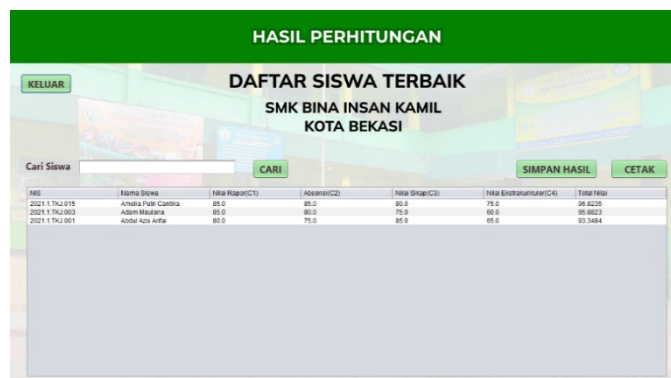 HASIL PERHITUNGAN
KELUAR
DAFTAR SISWA TERBAIK
SMK BINA INSAN KAMIL
KOTA BEKASI
Cari Siswa CARI SIMPAN HASIL CETAK
NIS Nama Siswa Nilai Rapor(C1) Absensi(C2) Nilai Sikap(C3) Nilai Ekstrakurikuler(C4) Total Nilai
2021.1.TKJ.015 Amelia Putri Cantika 85.0 85.0 80.0 75.0 96.8235
2021.1.TKJ.003 Adam Maulana 85.0 80.0 75.0 60.0 95.8823
2021.1.TKJ.001 Abdul Azis Arifal 80.0 75.0 85.0 65.0 93.3484